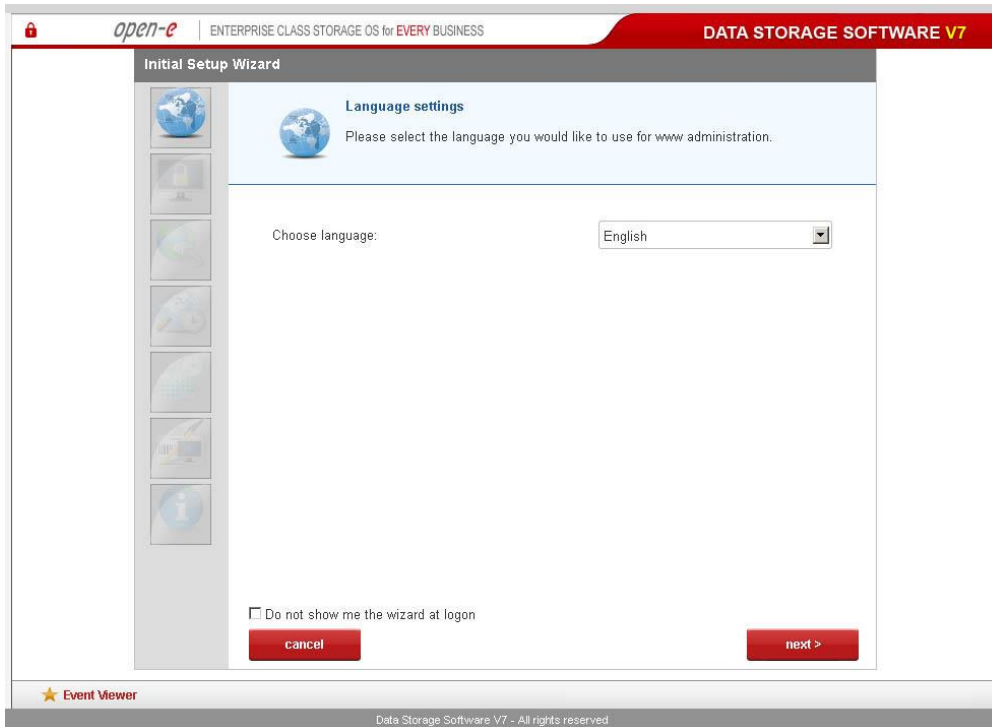 open-e ENTERPRISE CLASS STORAGE OS for EVERY BUSINESS DATA STORAGE SOFTWARE V7
Initial Setup Wizard
Language settings
Please select the language you would like to use for www administration.
Choose language: English
Do not show me the wizard at logon
cancel next >
Event Viewer
Data Storage Software V7 - All rights reserved